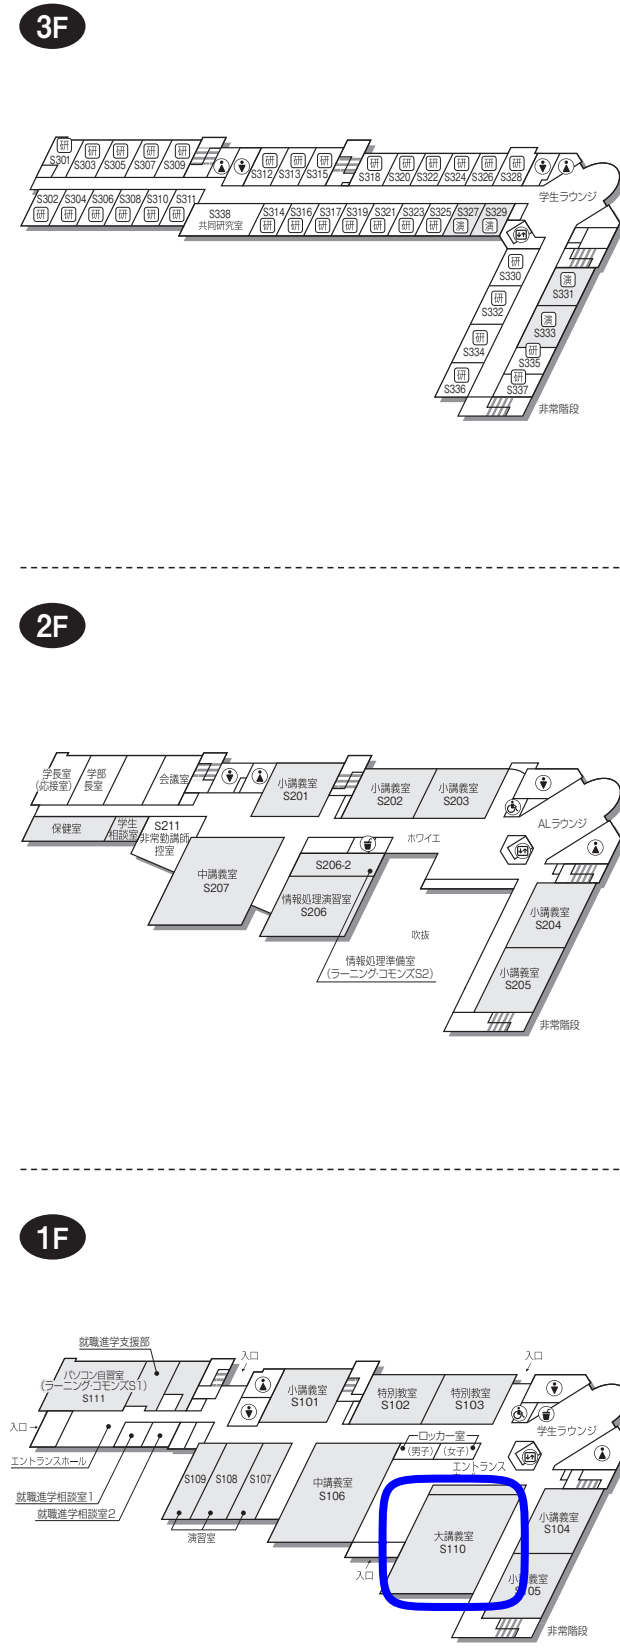 3F
研 研 研 研 研
S301 S303 S305 S307 S309
研 研 研
S312 S313 S315
研 研 研 研 研 研
S318 S320 S322 S324 S326 S328
学生ラウンジ
S302 S304 S306 S308 S310 S311
研 研 研 研 研 研
S338
共同研究室
S314 S316 S317 S319 S321 S323 S325 S327 S329
研 研 研 研 研 研 研 演 演
研
S330
研
S332
研
S334
研
S336
演
S331
演
S333
研
S335
研
S337
非常階段
2F
学長室
(応接室)
学部
長室
会議室
小講義室
S201
小講義室
S202
小講義室
S203
ALラウンジ
保健室
学生
相談室
S211
非常勤講師
控室
中講義室
S207
ホワイエ
S206-2
情報処理演習室
S206
吹抜
情報処理準備室
(ラーニング・コモンズS2)
小講義室
S204
小講義室
S205
非常階段
1F
就職進学支援部
入口
入口
パソコン自習室
(ラーニング・コモンズS1)
S111
小講義室
S101
特別教室
S102
特別教室
S103
学生ラウンジ
入口
エントランスホール
就職進学相談室1
就職進学相談室2
S109 S108 S107
演習室
中講義室
S106
ロッカー室
(男子) (女子)
エントランス
大講義室
S110
入口
小講義室
S104
小講義室
S105
非常階段